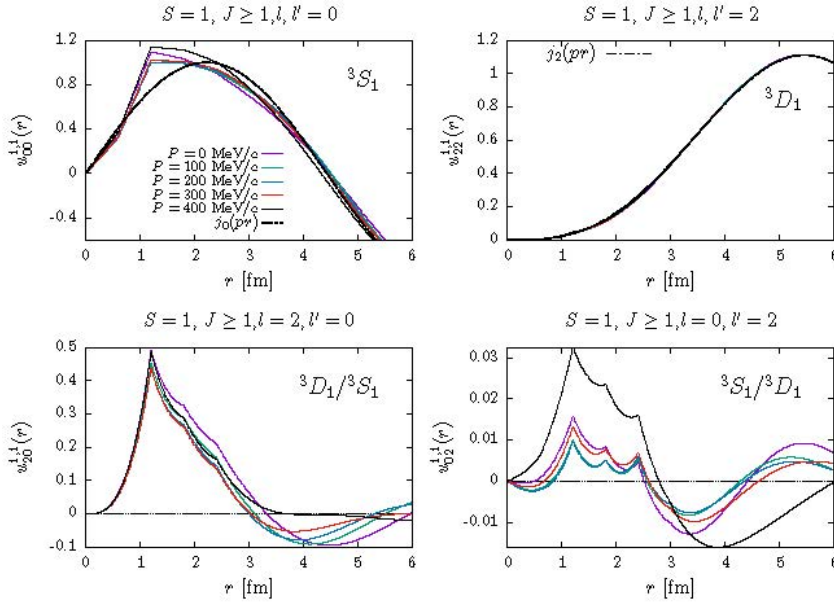 S = 1, J ≥ 1, l, l' = 0
1.2
0.8
0.4
0
-0.4
u₀₀^{1,1}(r)
³S₁
P = 0 MeV/c
P = 100 MeV/c
P = 200 MeV/c
P = 300 MeV/c
P = 400 MeV/c
j₀(pr)
0 1 2 3 4 5 6
r [fm]
S = 1, J ≥ 1, l, l' = 2
1.2
1
0.8
0.6
0.4
0.2
0
u₂₂^{1,1}(r)
j₂(pr)
³D₁
0 1 2 3 4 5 6
r [fm]
S = 1, J ≥ 1, l = 2, l' = 0
0.5
0.4
0.3
0.2
0.1
0
-0.1
u₂₀^{1,1}(r)
³D₁/³S₁
0 1 2 3 4 5 6
r [fm]
S = 1, J ≥ 1, l = 0, l' = 2
0.03
0.02
0.01
0
-0.01
u₀₂^{1,1}(r)
³S₁/³D₁
0 1 2 3 4 5 6
r [fm]